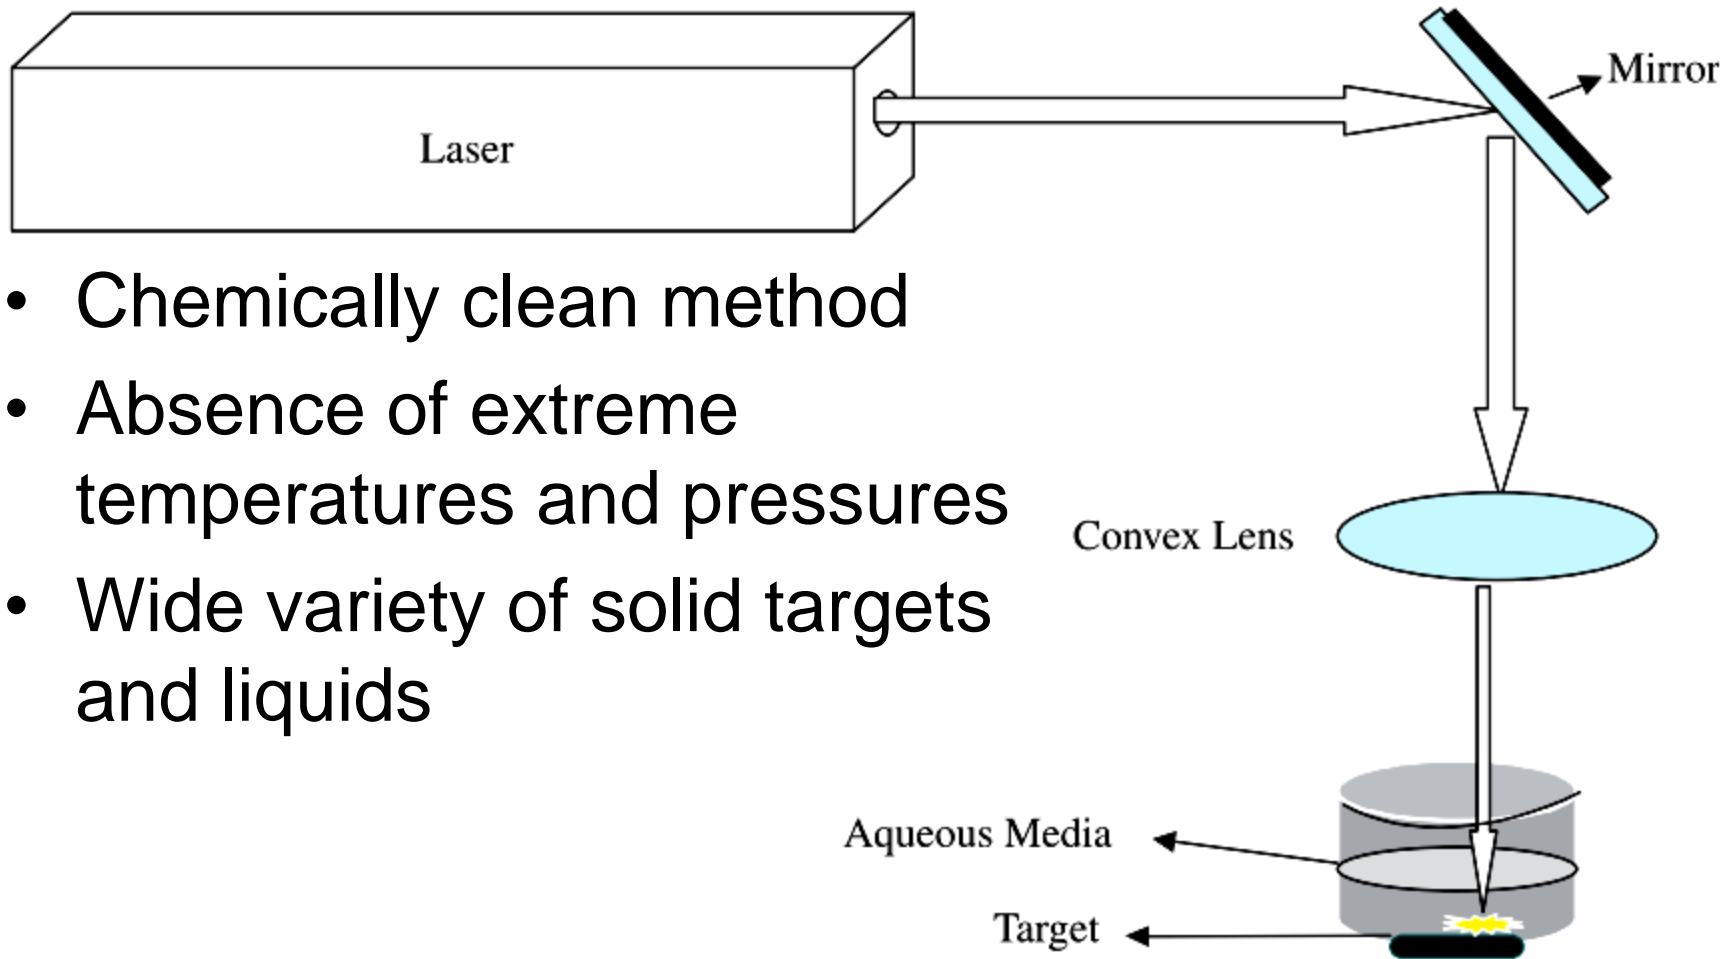 Mirror
Laser
• Chemically clean method
• Absence of extreme
temperatures and pressures
• Wide variety of solid targets
and liquids
Convex Lens
Aqueous Media
Target